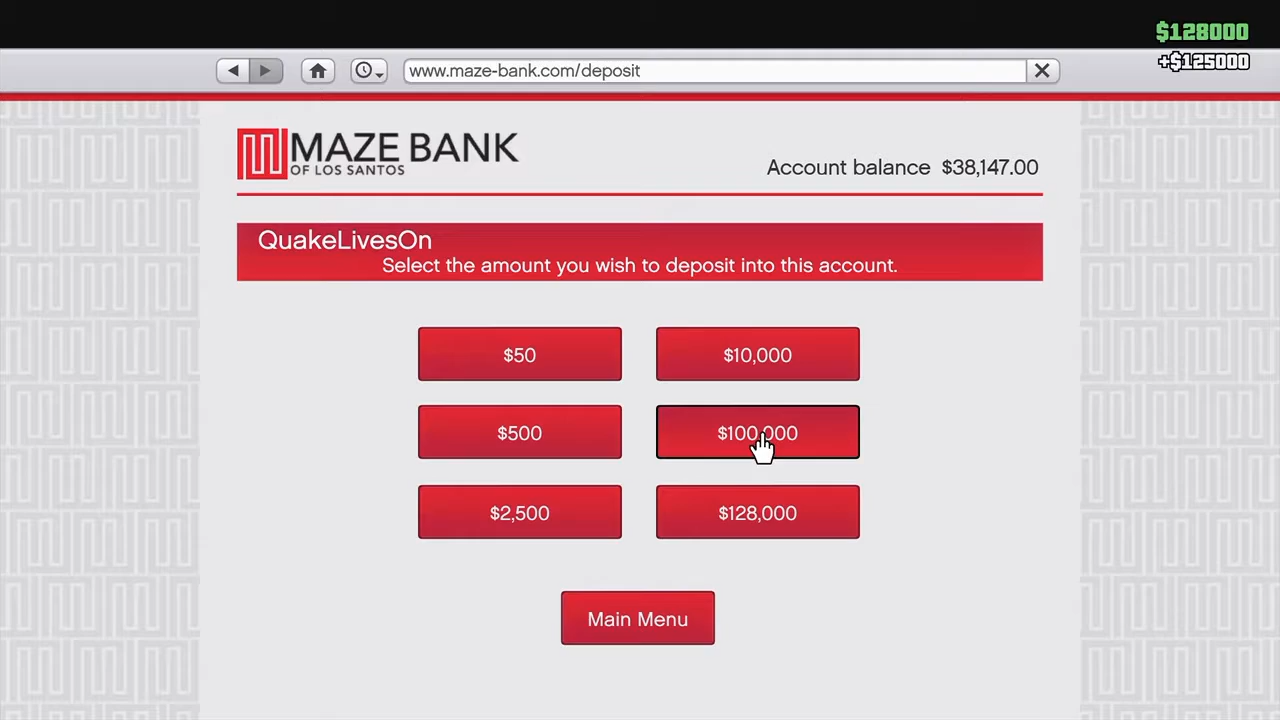 $128000
+$125000
www.maze-bank.com/deposit
MAZE BANK
OF LOS SANTOS
Account balance $38,147.00
QuakeLivesOn
Select the amount you wish to deposit into this account.
$50
$10,000
$500
$100,000
$2,500
$128,000
Main Menu